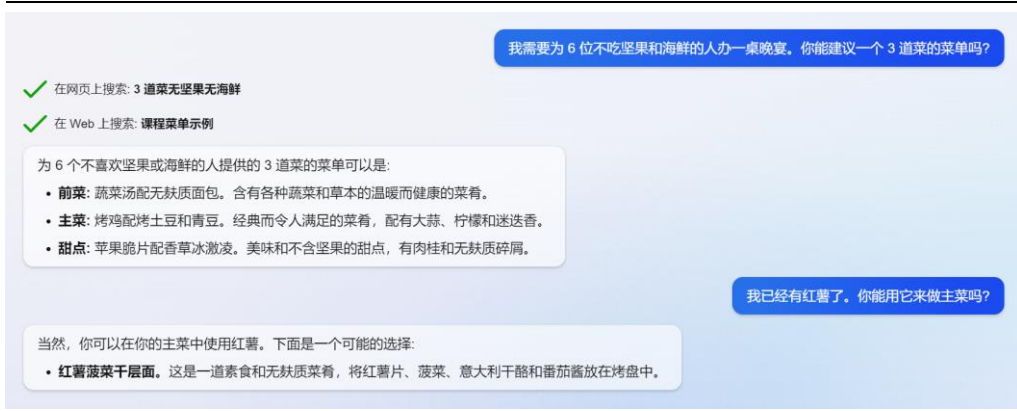 我需要为 6 位不吃坚果和海鲜的人办一桌晚宴。你能建议一个 3 道菜的菜单吗?
在网页上搜索: 3 道菜无坚果无海鲜
在 Web 上搜索: 课程菜单示例
为 6 个不喜欢坚果或海鲜的人提供的 3 道菜的菜单可以是:
• 前菜: 蔬菜汤配无麸质面包。含有各种蔬菜和草本的温暖而健康的菜肴。
• 主菜: 烤鸡配烤土豆和青豆。经典而令人满足的菜肴，配有大蒜、柠檬和迷迭香。
• 甜点: 苹果脆片配香草冰激凌。美味和不含坚果的甜点，有肉桂和无麸质碎屑。
我已经有红薯了。你能用它来做主菜吗?
当然，你可以在你的主菜中使用红薯。下面是一个可能的选择:
• 红薯菠菜千层面。这是一道素食和无麸质菜肴，将红薯片、菠菜、意大利干酪和番茄酱放在烤盘中。